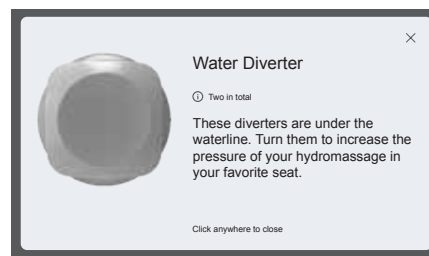 Water Diverter
Two in total
These diverters are under the
waterline. Turn them to increase the
pressure of your hydromassage in
your favorite seat.
Click anywhere to close